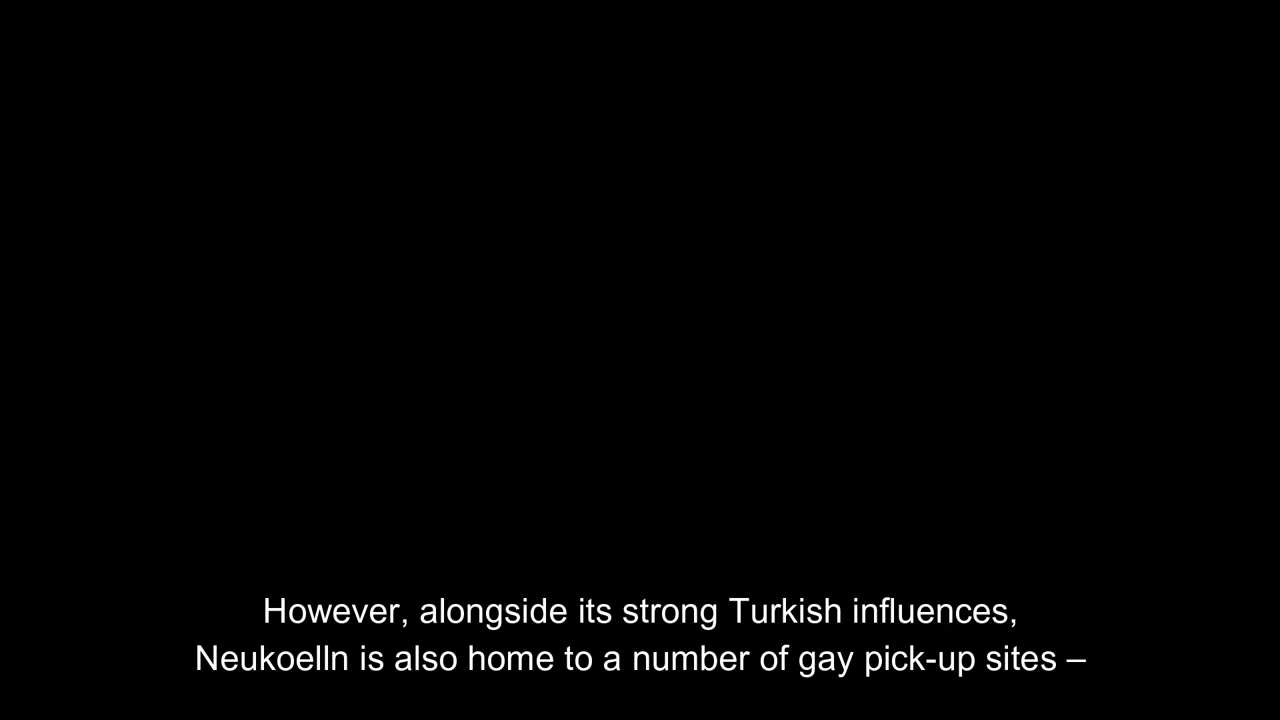 However, alongside its strong Turkish influences,
Neukoelln is also home to a number of gay pick-up sites –